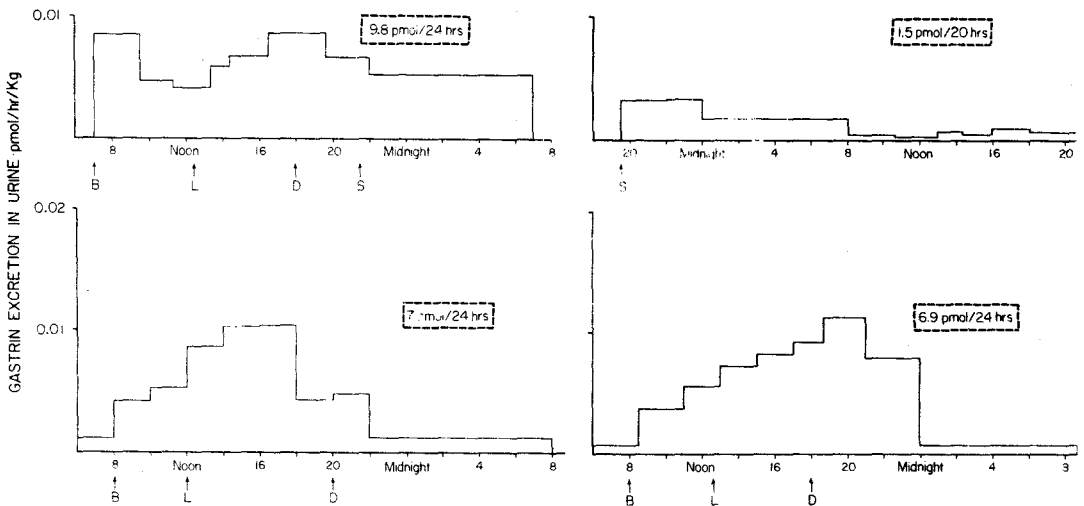 GASTRIN EXCRETION IN URINE pmol/hr/Kg
0.01
9.8 pmol/24 hrs
8 Noon 16 20 Midnight 4 8
B L D S
1.5 pmol/20 hrs
20 Midnight 4 8 Noon 16 20
S
0.02
0.01
7 pmol/24 hrs
8 Noon 16 20 Midnight 4 8
B L D
6.9 pmol/24 hrs
8 Noon 16 20 Midnight 4
B L D